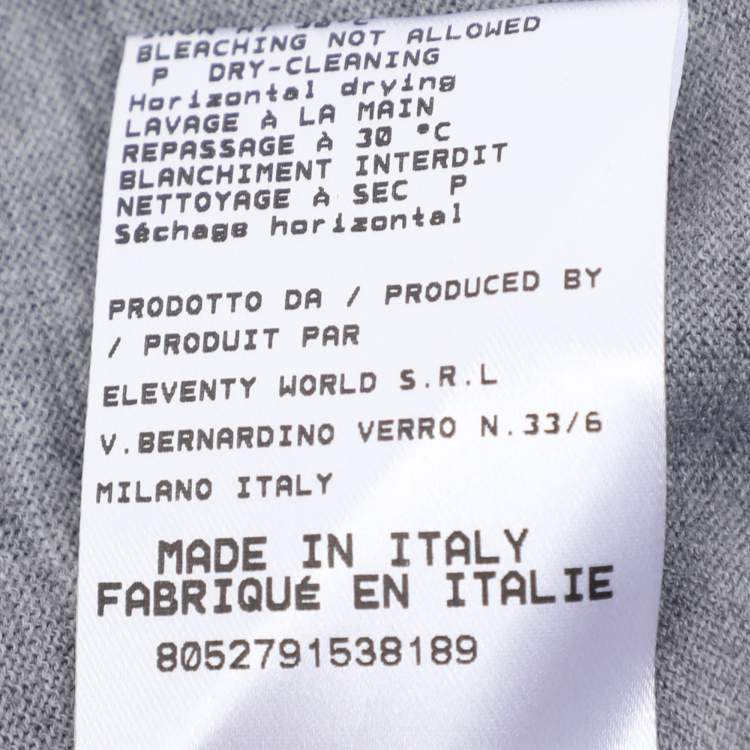 BLEACHING NOT ALLOWED
P DRY-CLEANING
Horizontal drying
LAVAGE À LA MAIN
REPASSAGE À 30 °C
BLANCHIMENT INTERDIT
NETTOYAGE À SEC P
Séchage horizontal
PRODOTTO DA / PRODUCED BY
/ PRODUIT PAR
ELEVENTY WORLD S.R.L
V.BERNARDINO VERRO N.33/6
MILANO ITALY
MADE IN ITALY
FABRIQUÉ EN ITALIE
8052791538189